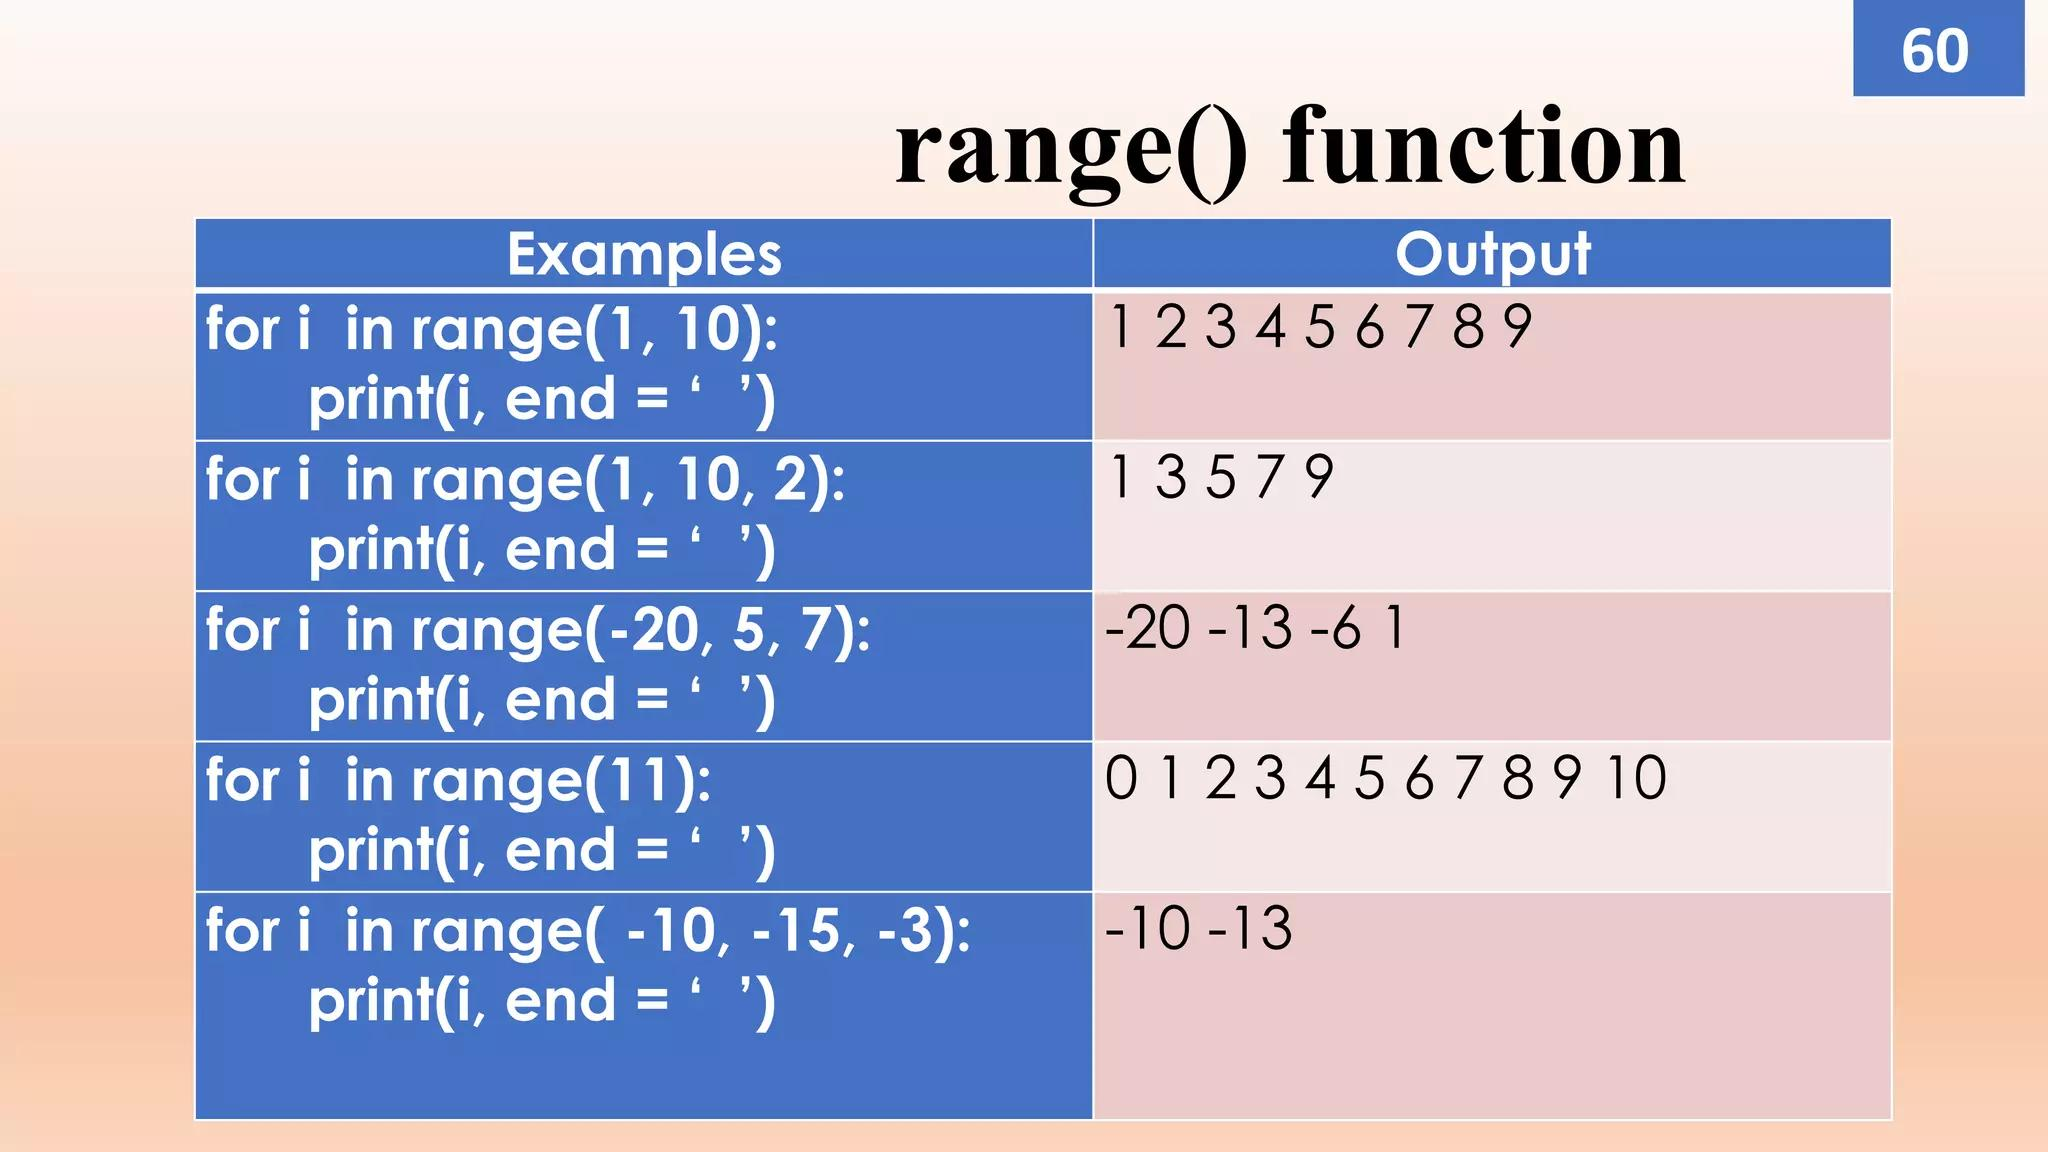 60
range() function
Examples Output
for i  in range(1, 10): 1 2 3 4 5 6 7 8 9
print(i, end = ‘  ’)
for i  in range(1, 10, 2): 1 3 5 7 9
print(i, end = ‘  ’)
for i  in range(-20, 5, 7): -20 -13 -6 1
print(i, end = ‘  ’)
for i  in range(11): 0 1 2 3 4 5 6 7 8 9 10
print(i, end = ‘  ’)
for i  in range( -10, -15, -3): -10 -13
print(i, end = ‘  ’)